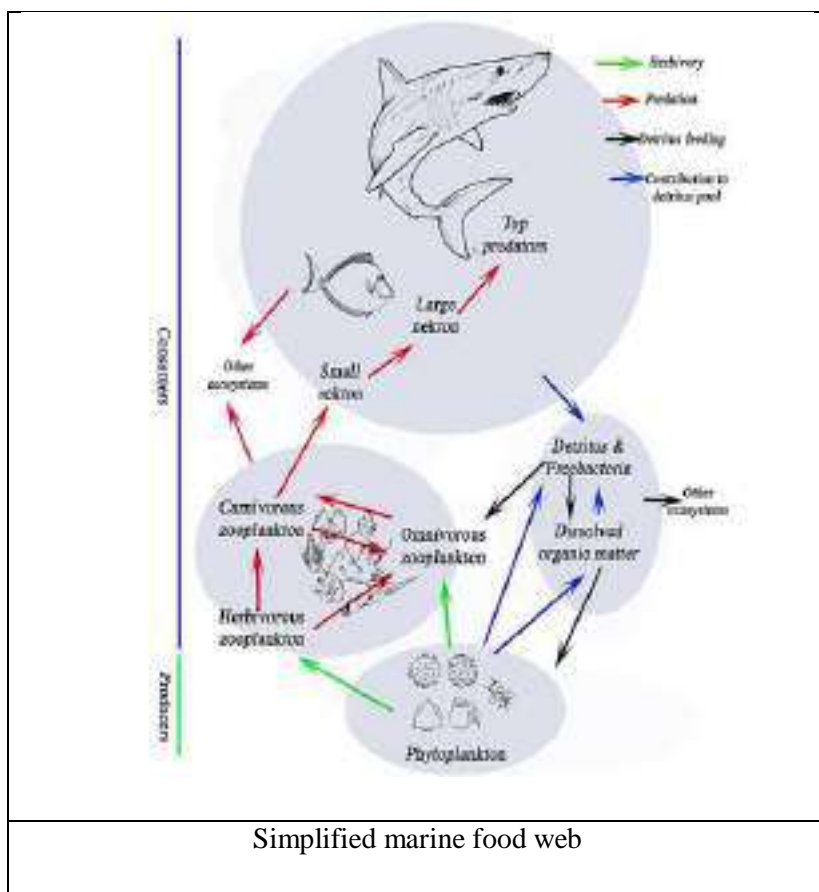 Herbivory
Predation
Detritus feeding
Contribution to
detritus pool
Top
predators
Large
nekton
Small
nekton
Other
ecosystems
Consumers
Detritus &
Dissolved
organic matter
Other
ecosystems
Carnivorous
zooplankton
Omnivorous
zooplankton
Herbivorous
zooplankton
Producers
Phytoplankton
Simplified marine food web